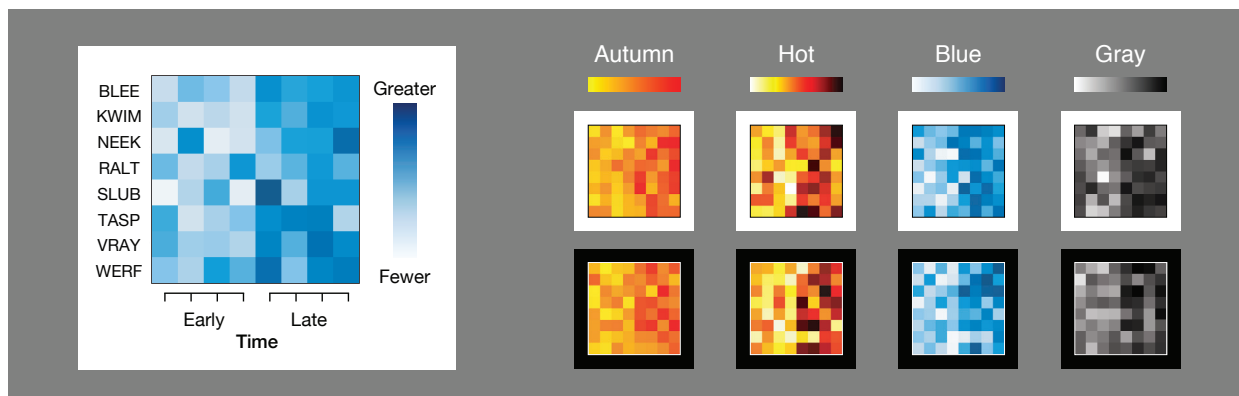 BLEE
KWIM
NEEK
RALT
SLUB
TASP
VRAY
WERF
Early Late
Time
Greater
Fewer
Autumn Hot Blue Gray